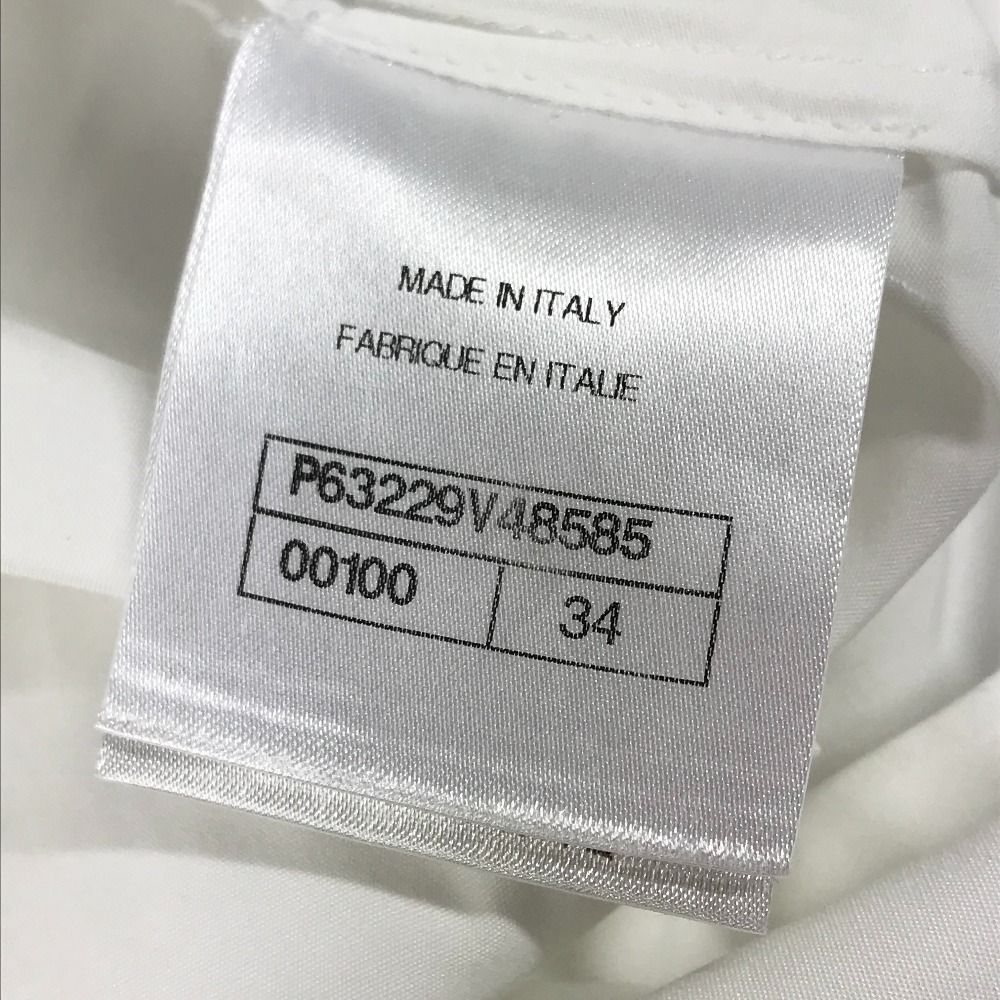 MADE IN ITALY
FABRIQUE EN ITALIE
P63229V48585
00100
34